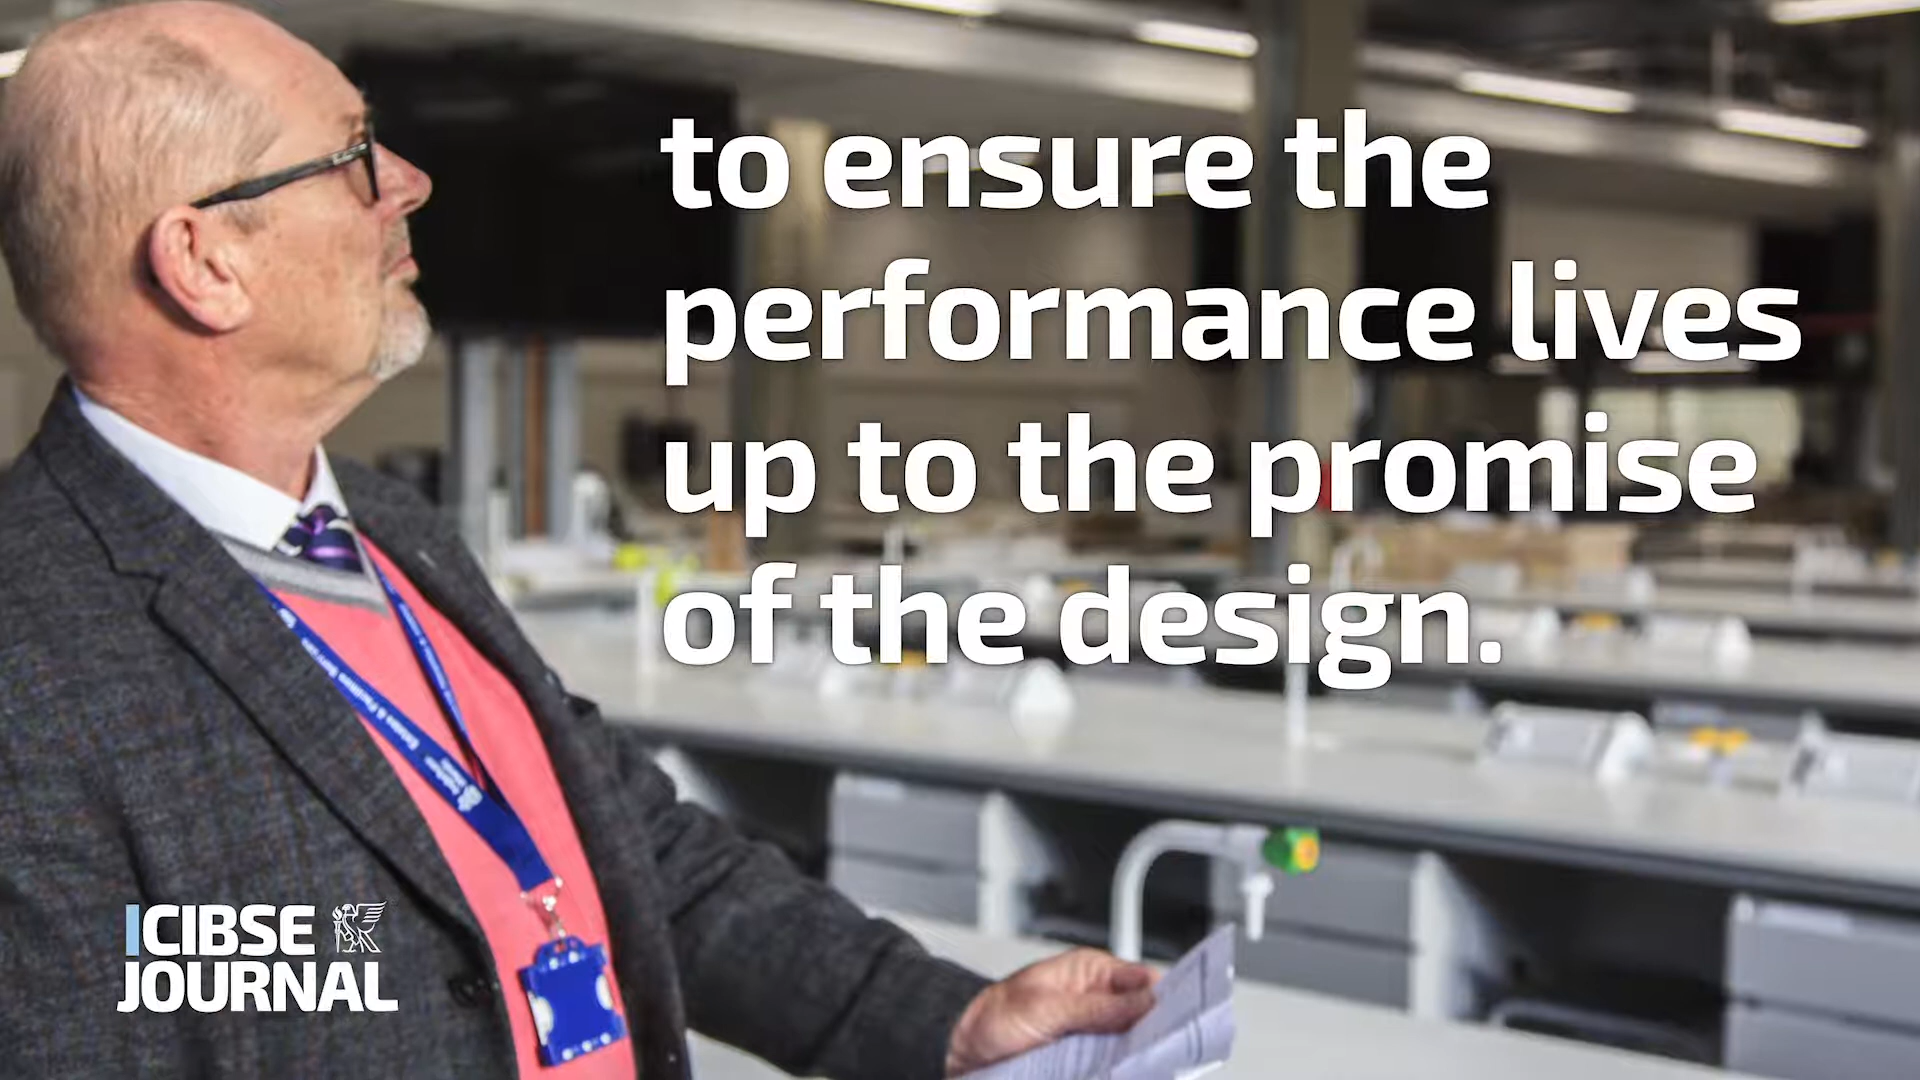 to ensure the
performance lives
up to the promise
of the design.
CIBSE
JOURNAL